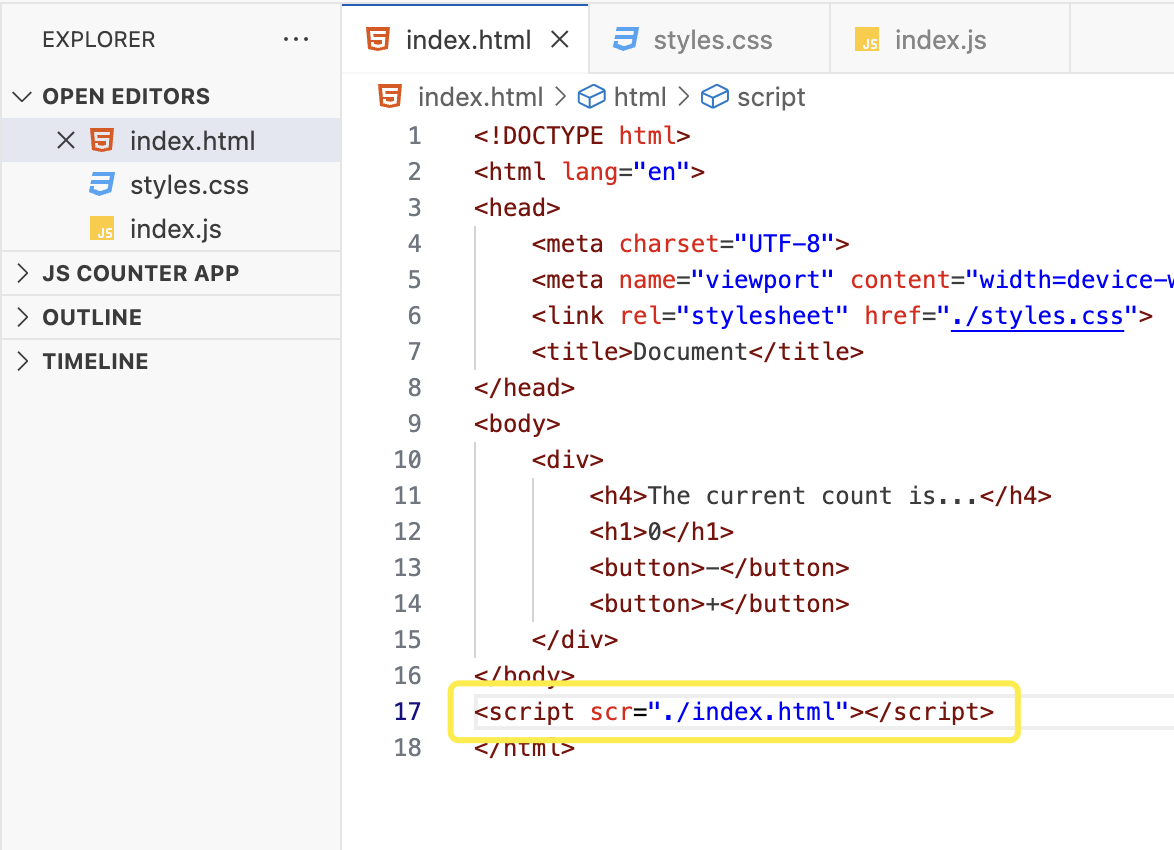 EXPLORER ...
OPEN EDITORS
index.html
styles.css
index.js
JS COUNTER APP
OUTLINE
TIMELINE
index.html styles.css JS index.js
index.html > html > script
1 <!DOCTYPE html>
2 <html lang="en">
3 <head>
4 <meta charset="UTF-8">
5 <meta name="viewport" content="width=device-w
6 <link rel="stylesheet" href="./styles.css">
7 <title>Document</title>
8 </head>
9 <body>
10 <div>
11 <h4>The current count is...</h4>
12 <h1>0</h1>
13 <button>-</button>
14 <button>+</button>
15 </div>
16 </body>
17 <script scr="./index.html"></script>
18 </html>